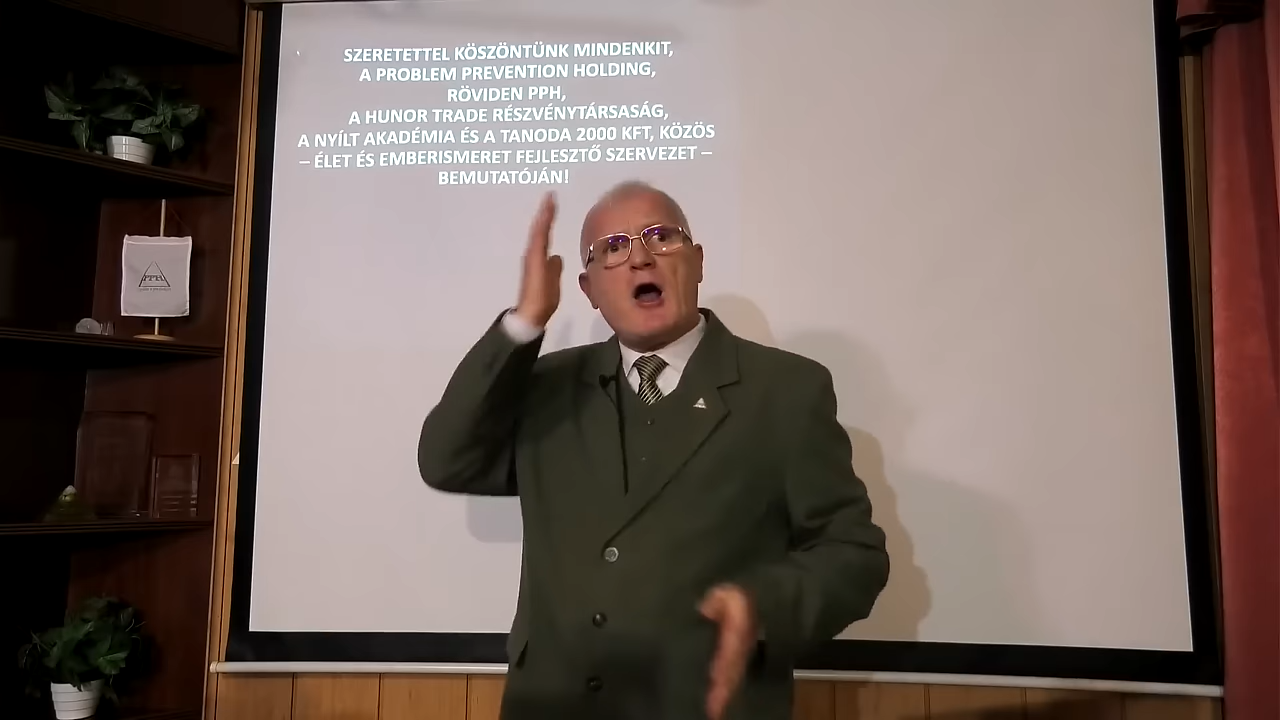 SZERETETTEL KÖSZÖNTÜNK MINDENKIT,
A PROBLEM PREVENTION HOLDING,
RÖVIDEN PPH,
A HUNOR TRADE RÉSZVÉNYTÁRSASÁG,
A NYÍLT AKADÉMIA ÉS A TANODA 2000 KFT, KÖZÖS
– ÉLET ÉS EMBERISMERET FEJLESZTŐ SZERVEZET –
BEMUTATÓJÁN!
PPH